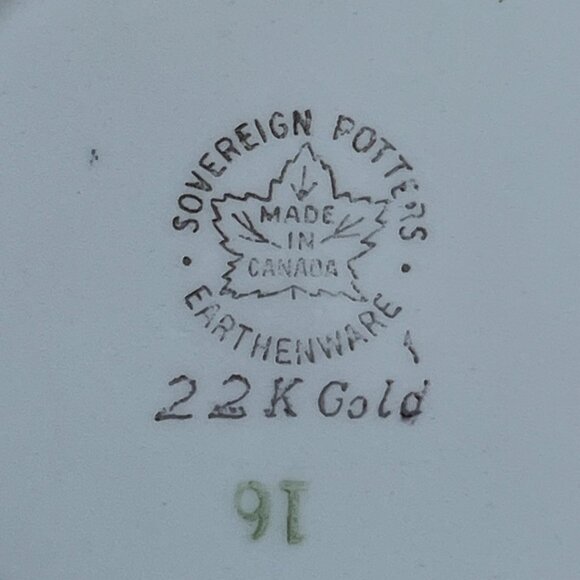 SOVEREIGN POTTERS
MADE
IN
CANADA
EARTHENWARE
22K Gold
91